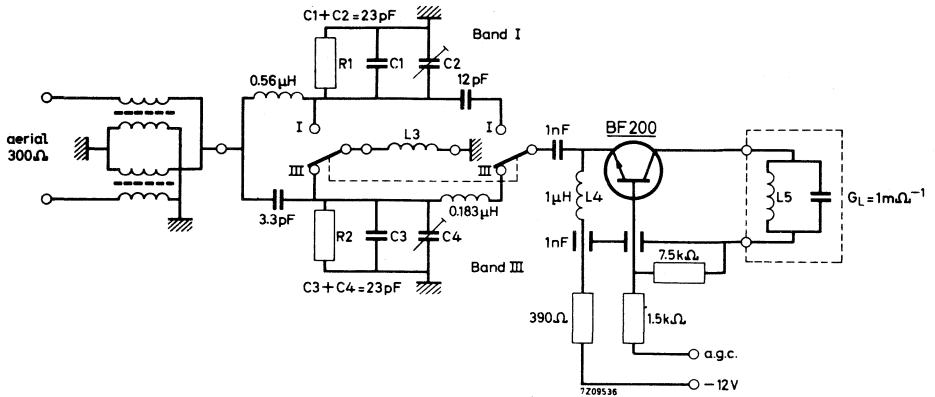 C1+C2=23pF
Band I
R1
C1
C2
0.56µH
12pF
aerial
300Ω
I
I
L3
1nF
BF200
III
III
3.3pF
0.183µH
1µH
L4
L5
G_L=1mΩ⁻¹
R2
C3
C4
1nF
7.5kΩ
Band III
C3+C4=23pF
390Ω
1.5kΩ
a.g.c.
-12V
7Z09536